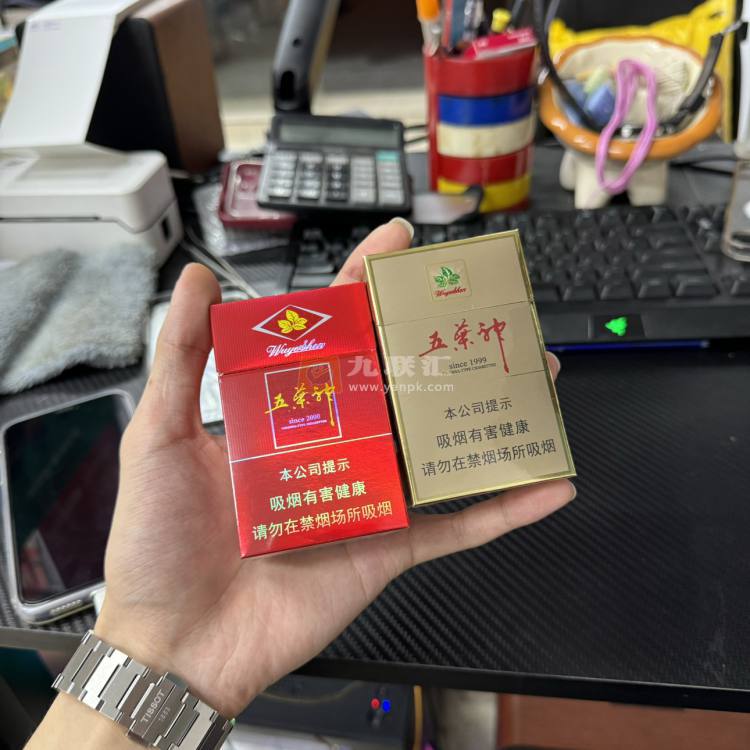 Wuyeshen
五叶神
since 2000
本公司提示
吸烟有害健康
请勿在禁烟场所吸烟
Wuyeshen
五叶神
since 1999
本公司提示
吸烟有害健康
请勿在禁烟场所吸烟
九联汇
www.yanpk.com
TISSOT
1853